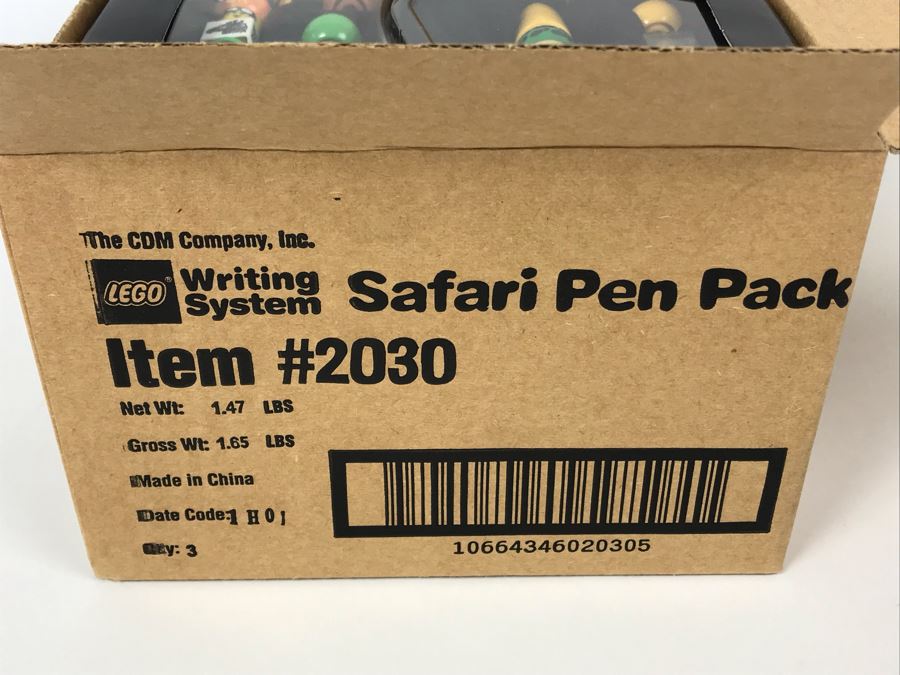 The CDM Company, Inc.
LEGO® Writing System Safari Pen Pack
Item #2030
Net Wt: 1.47 LBS
Gross Wt: 1.65 LBS
Made in China
Date Code:1 H 0 1
Qty: 3
10664346020305